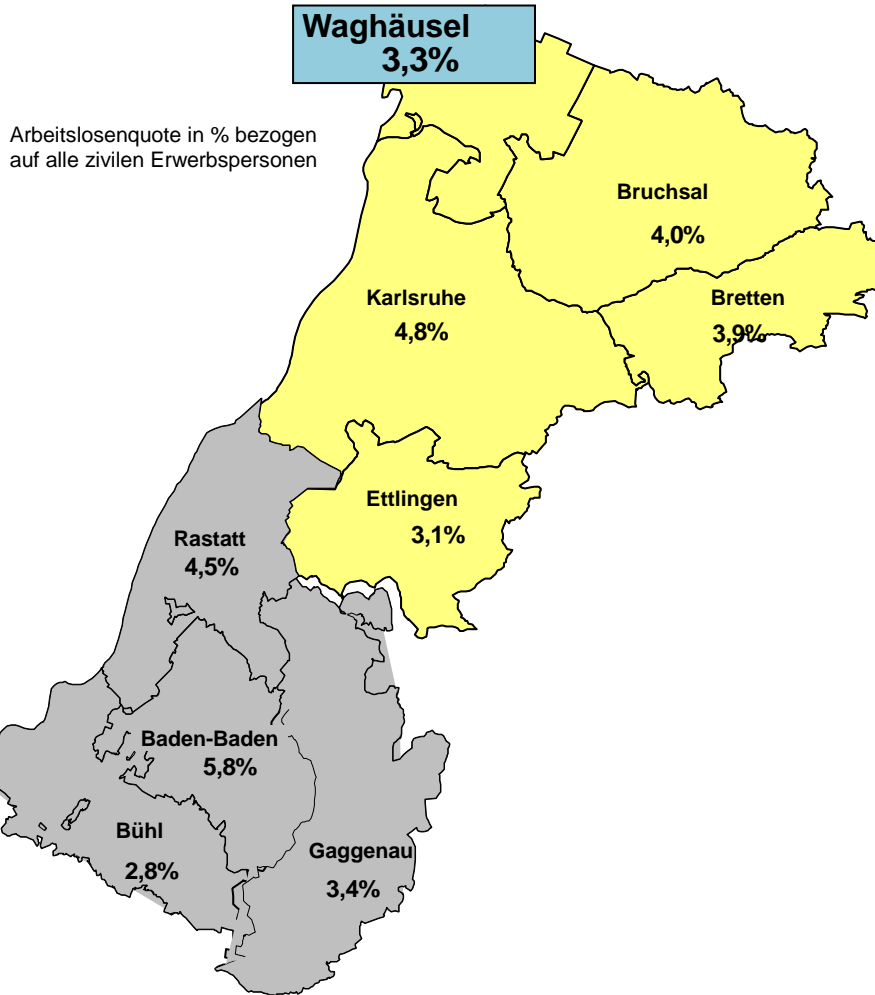 Waghäusel
3,3%
Arbeitslosenquote in % bezogen
auf alle zivilen Erwerbspersonen
Bruchsal
4,0%
Karlsruhe
4,8%
Bretten
3,9%
Ettlingen
3,1%
Rastatt
4,5%
Baden-Baden
5,8%
Bühl
2,8%
Gaggenau
3,4%